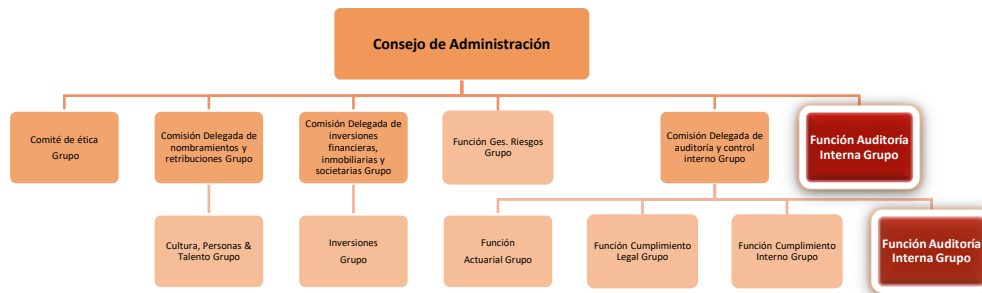 Consejo de Administración
Comité de ética
Grupo
Comisión Delegada de
nombramientos y
retribuciones Grupo
Comisión Delegada de
inversiones
financieras,
inmobiliarias y
societarias Grupo
Función Ges. Riesgos
Grupo
Comisión Delegada de
auditoría y control
interno Grupo
Función Auditoría
Interna Grupo
Cultura, Personas &
Talento Grupo
Inversiones
Grupo
Función
Actuarial Grupo
Función Cumplimiento
Legal Grupo
Función Cumplimiento
Interno Grupo
Función Auditoría
Interna Grupo